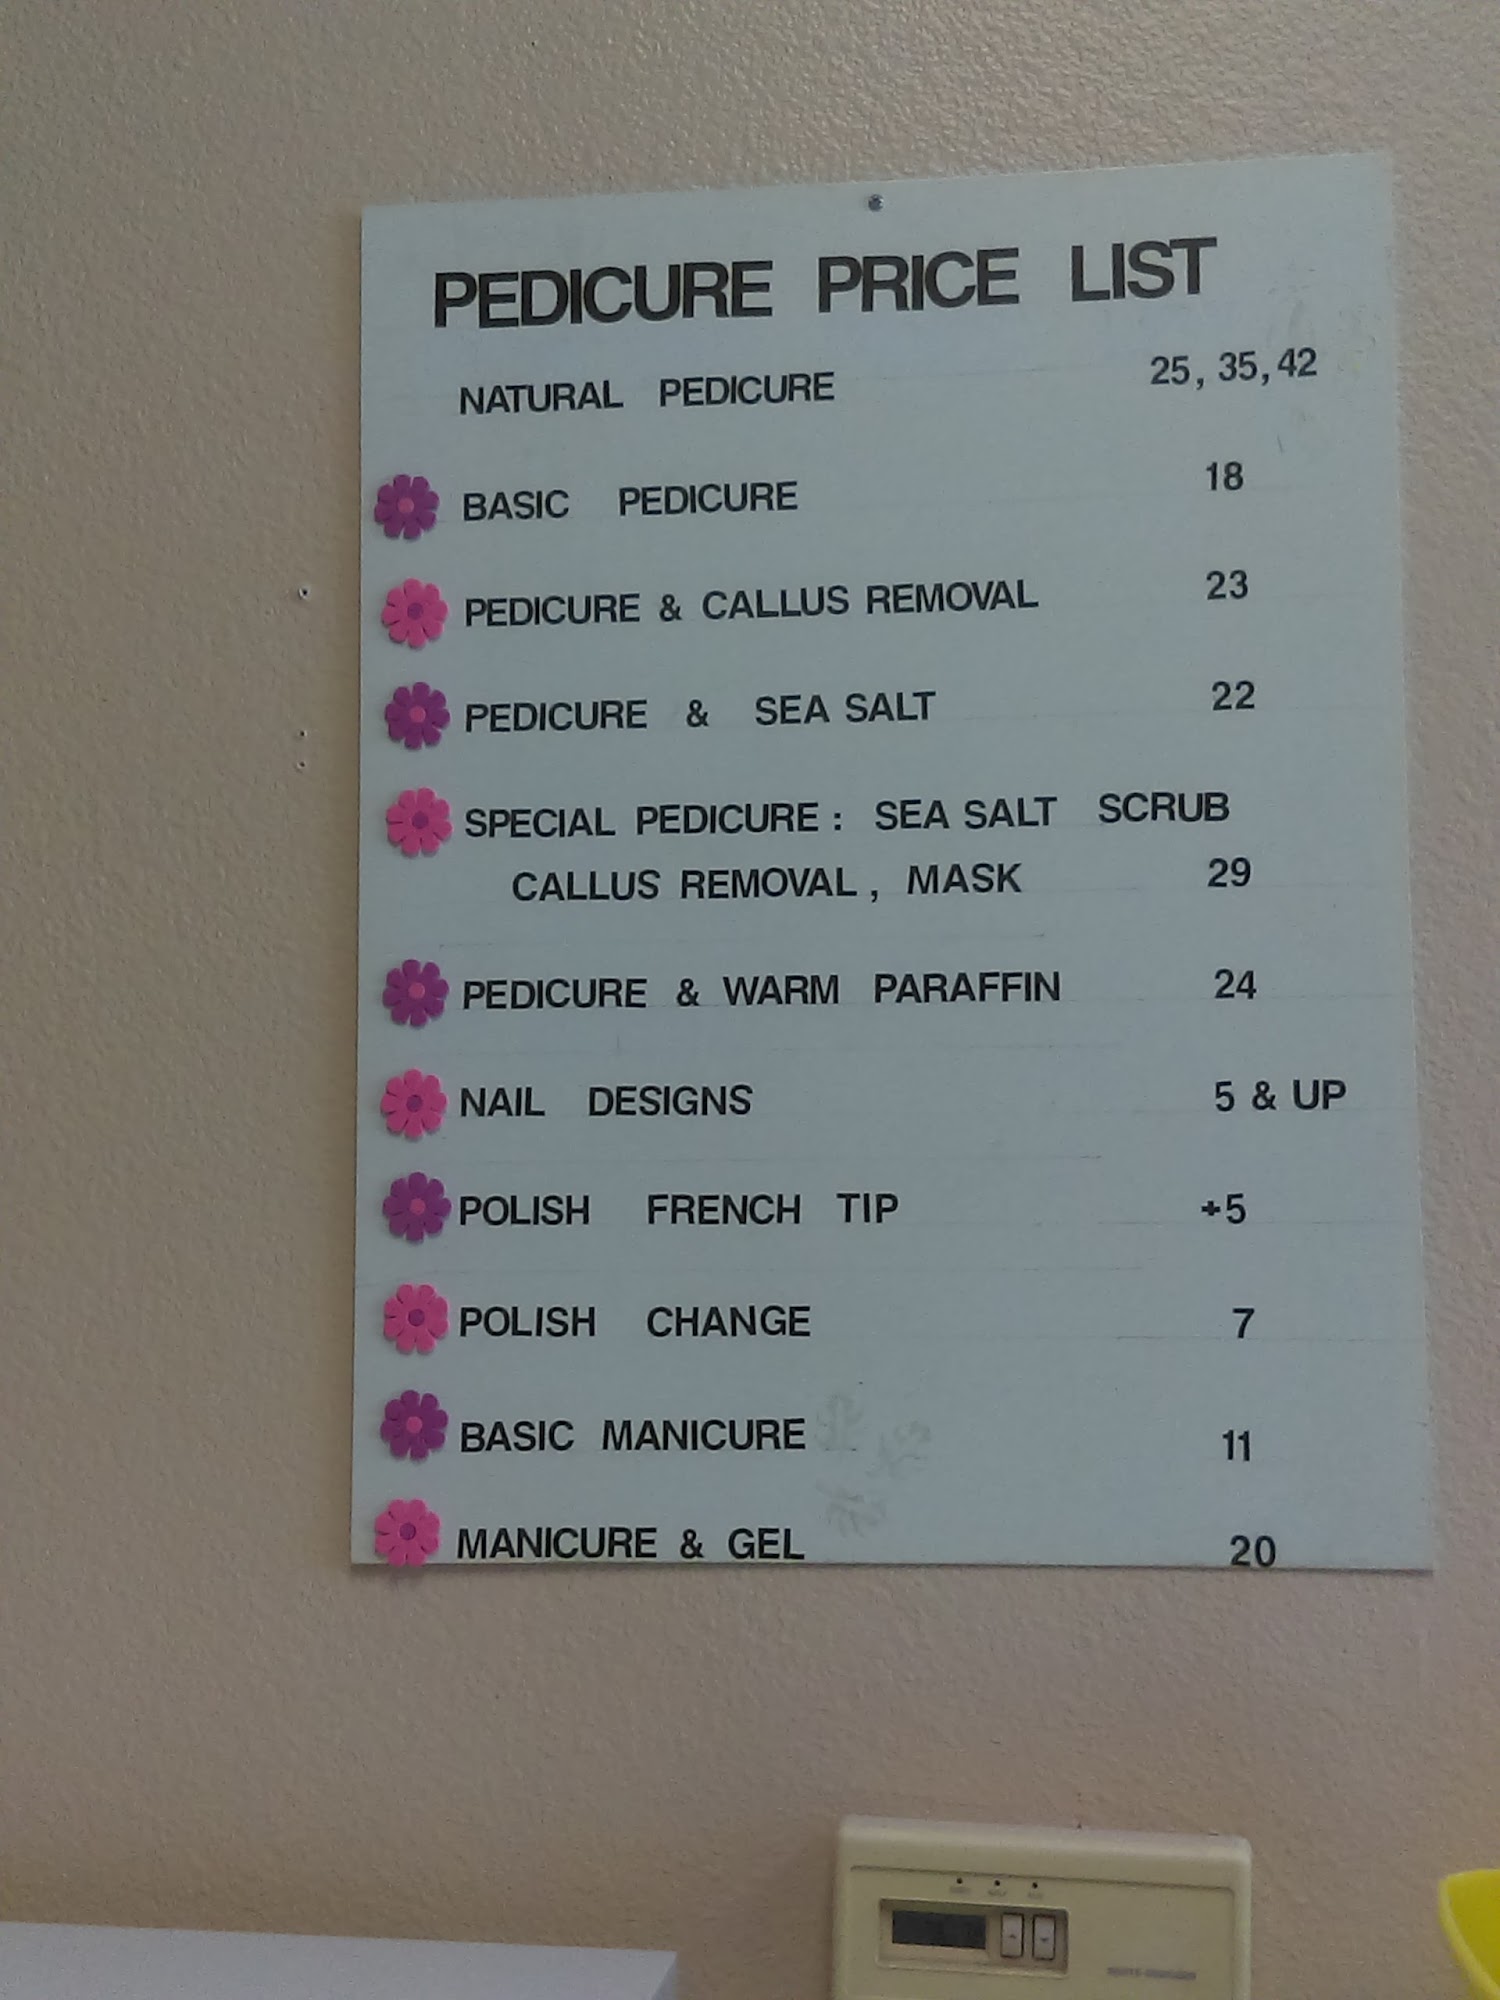 PEDICURE PRICE LIST
NATURAL PEDICURE 25, 35, 42
BASIC PEDICURE 18
PEDICURE & CALLUS REMOVAL 23
PEDICURE & SEA SALT 22
SPECIAL PEDICURE : SEA SALT SCRUB
CALLUS REMOVAL , MASK 29
PEDICURE & WARM PARAFFIN 24
NAIL DESIGNS 5 & UP
POLISH FRENCH TIP +5
POLISH CHANGE 7
BASIC MANICURE 11
MANICURE & GEL 20